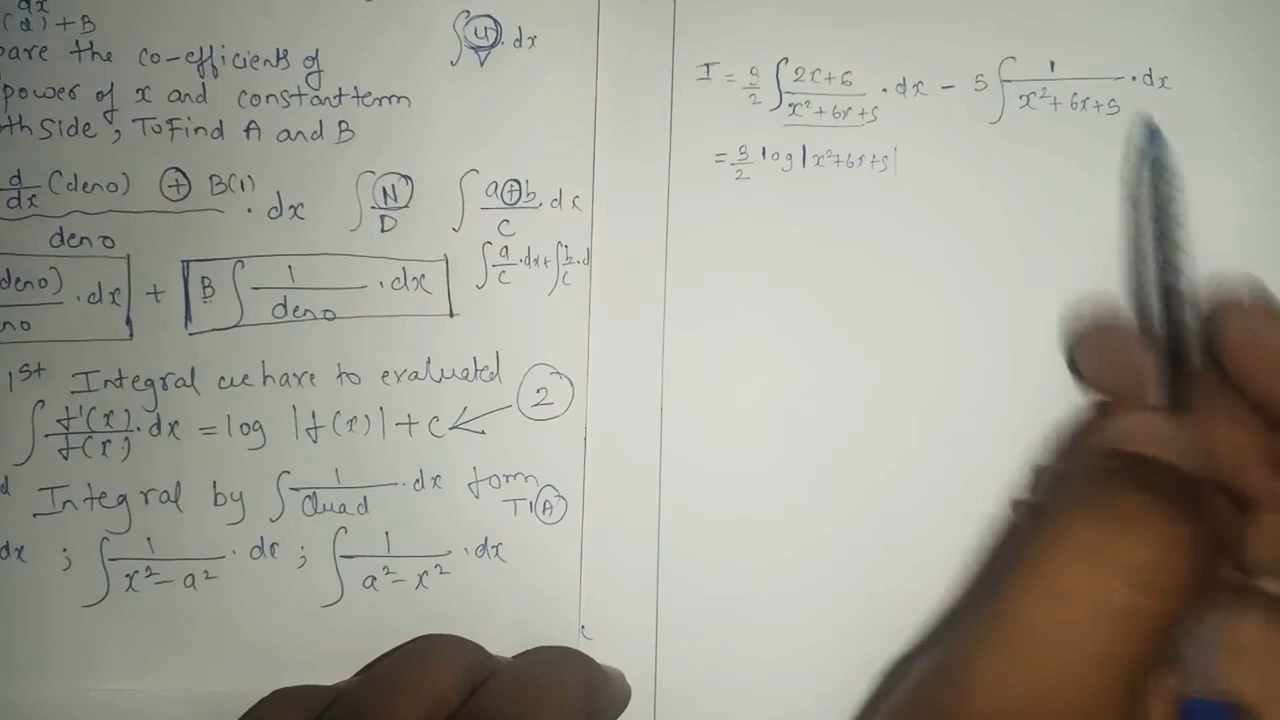 dx
(d) + B
pare the co-efficients of
power of x and constant term
oth side, To Find A and B
∫ u/v . dx
d/dx (deno) + B(1) / deno . dx
∫ N/D
∫ a+b/c . dx
∫ a/c . dx + ∫ b/c . d
deno) / no . dx + B ∫ 1/deno . dx
1st Integral we have to evaluated
∫ f'(x)/f(x) . dx = log |f(x)| + c ← 2
d Integral by ∫ 1/Quad . dx form
T1 A
dx ; ∫ 1/x²-a² . dx ; ∫ 1/a²-x² . dx
I = 3/2 ∫ 2x+6/x²+6x+5 . dx - 5 ∫ 1/x²+6x+5 . dx
= 3/2 log |x²+6x+5|